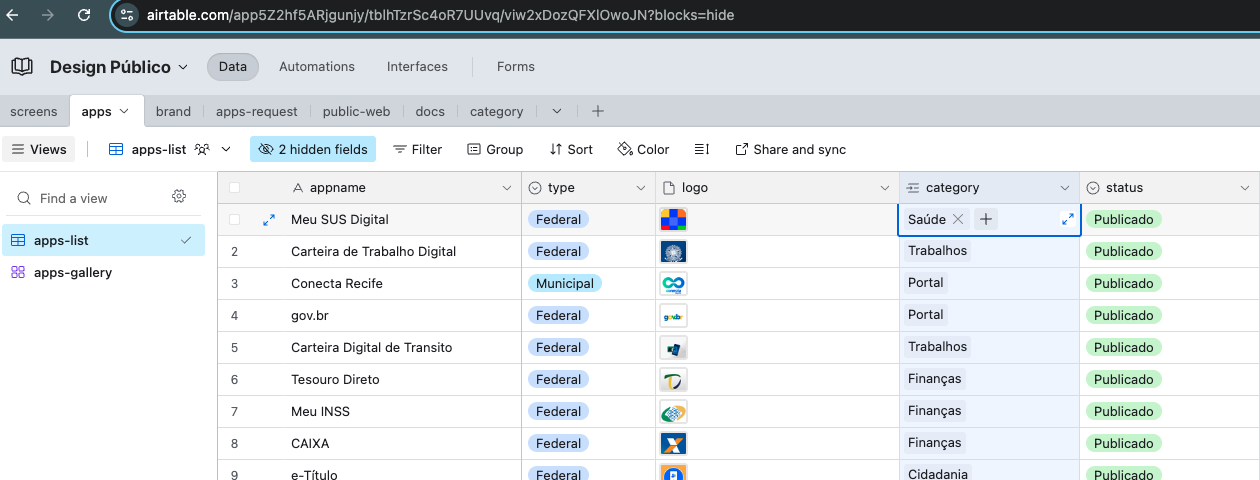 airtable.com/app5Z2hf5ARjgunjy/tblhTzrSc4oR7UUvq/viw2xDozQFXlOwoJN?blocks=hide
Design Público Data Automations Interfaces Forms
screens apps brand apps-request public-web docs category
Views apps-list 2 hidden fields Filter Group Sort Color Share and sync
Find a view
apps-list
apps-gallery
appname type logo category status
Meu SUS Digital Federal Saúde Publicado
2 Carteira de Trabalho Digital Federal Trabalhos Publicado
3 Conecta Recife Municipal Portal Publicado
4 gov.br Federal gov.br Portal Publicado
5 Carteira Digital de Transito Federal Trabalhos Publicado
6 Tesouro Direto Federal Finanças Publicado
7 Meu INSS Federal Finanças Publicado
8 CAIXA Federal X Finanças Publicado
9 e-Título Federal Cidadania Publicado